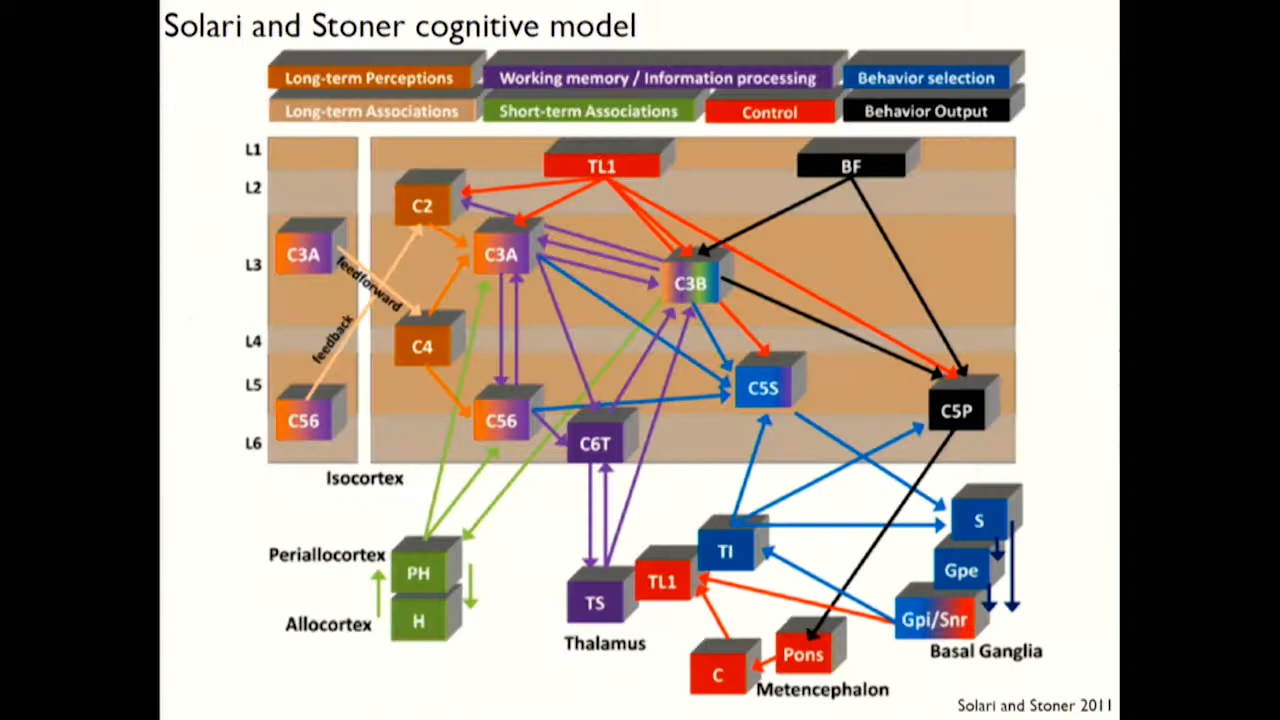 Solari and Stoner cognitive model
Long-term Perceptions
Working memory / Information processing
Behavior selection
Long-term Associations
Short-term Associations
Control
Behavior Output
L1
TL1
BF
L2
C2
C3A
C3A
L3
C3B
feedforward
feedback
L4
C4
L5
C5S
C5P
C56
C56
L6
C6T
Isocortex
S
Periallocortex
PH
TI
Gpe
TL1
TS
Allocortex
H
Gpi/Snr
Thalamus
Basal Ganglia
Pons
C
Metencephalon
Solari and Stoner 2011